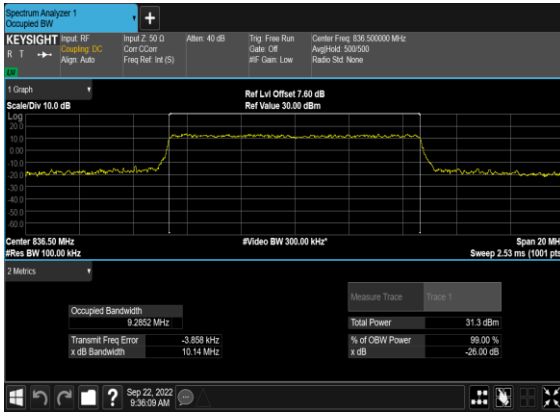 Spectrum Analyzer 1
Occupied BW
KEYSIGHT Input: RF Input Z: 50 Ω Atten: 40 dB Trig: Free Run Center Freq: 836.500000 MHz
R T Coupling: DC Corr CCorr Gate: Off Avg|Hold: 500/500
Align: Auto Freq Ref: Int (S) #IF Gain: Low Radio Std: None
1 Graph
Scale/Div 10.0 dB Ref Lvl Offset 7.60 dB
Ref Value 30.00 dBm
Log
20.0
10.0
0.00
-10.0
-20.0
-30.0
-40.0
-50.0
-60.0
Center 836.50 MHz #Video BW 300.00 kHz* Span 20 MH
#Res BW 100.00 kHz Sweep 2.53 ms (1001 pts
2 Metrics
Measure Trace Trace 1
Occupied Bandwidth
9.2852 MHz Total Power 31.3 dBm
Transmit Freq Error -3.858 kHz % of OBW Power 99.00 %
x dB Bandwidth 10.14 MHz x dB -26.00 dB
? Sep 22, 2022
9:36:09 AM